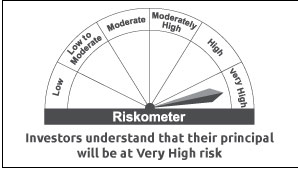 Low
Low to
Moderate
Moderate
Moderately
High
High
very High
Riskometer
Investors understand that their principal
will be at Very High risk